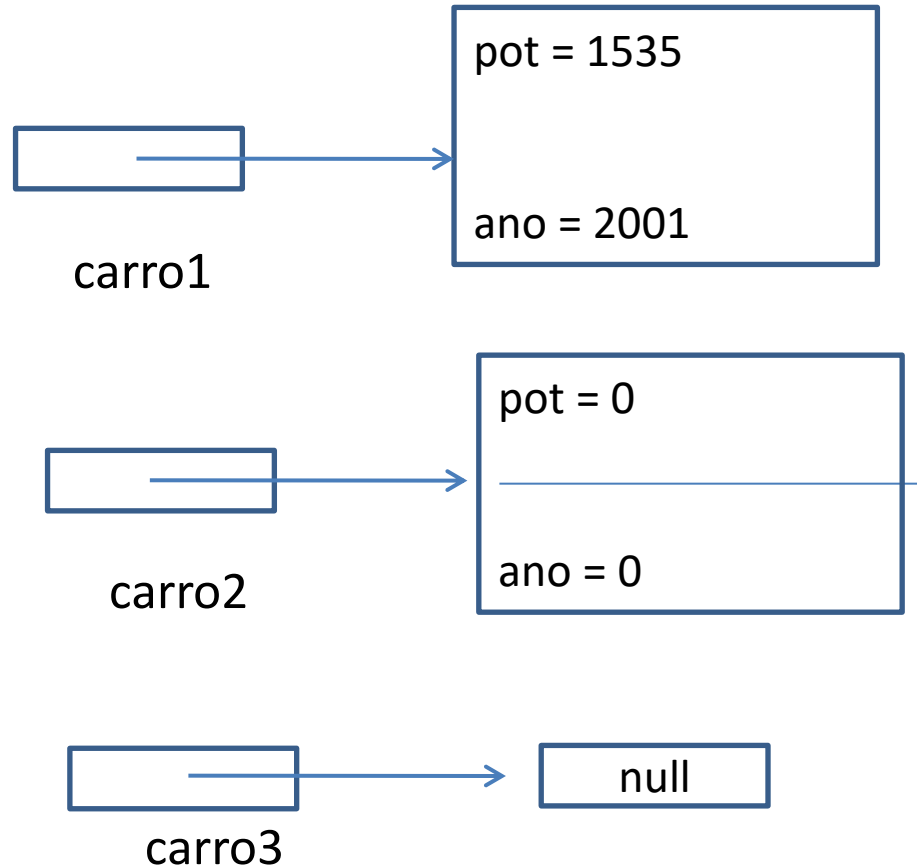 pot = 1535
ano = 2001
carro1
pot = 0
ano = 0
carro2
null
carro3